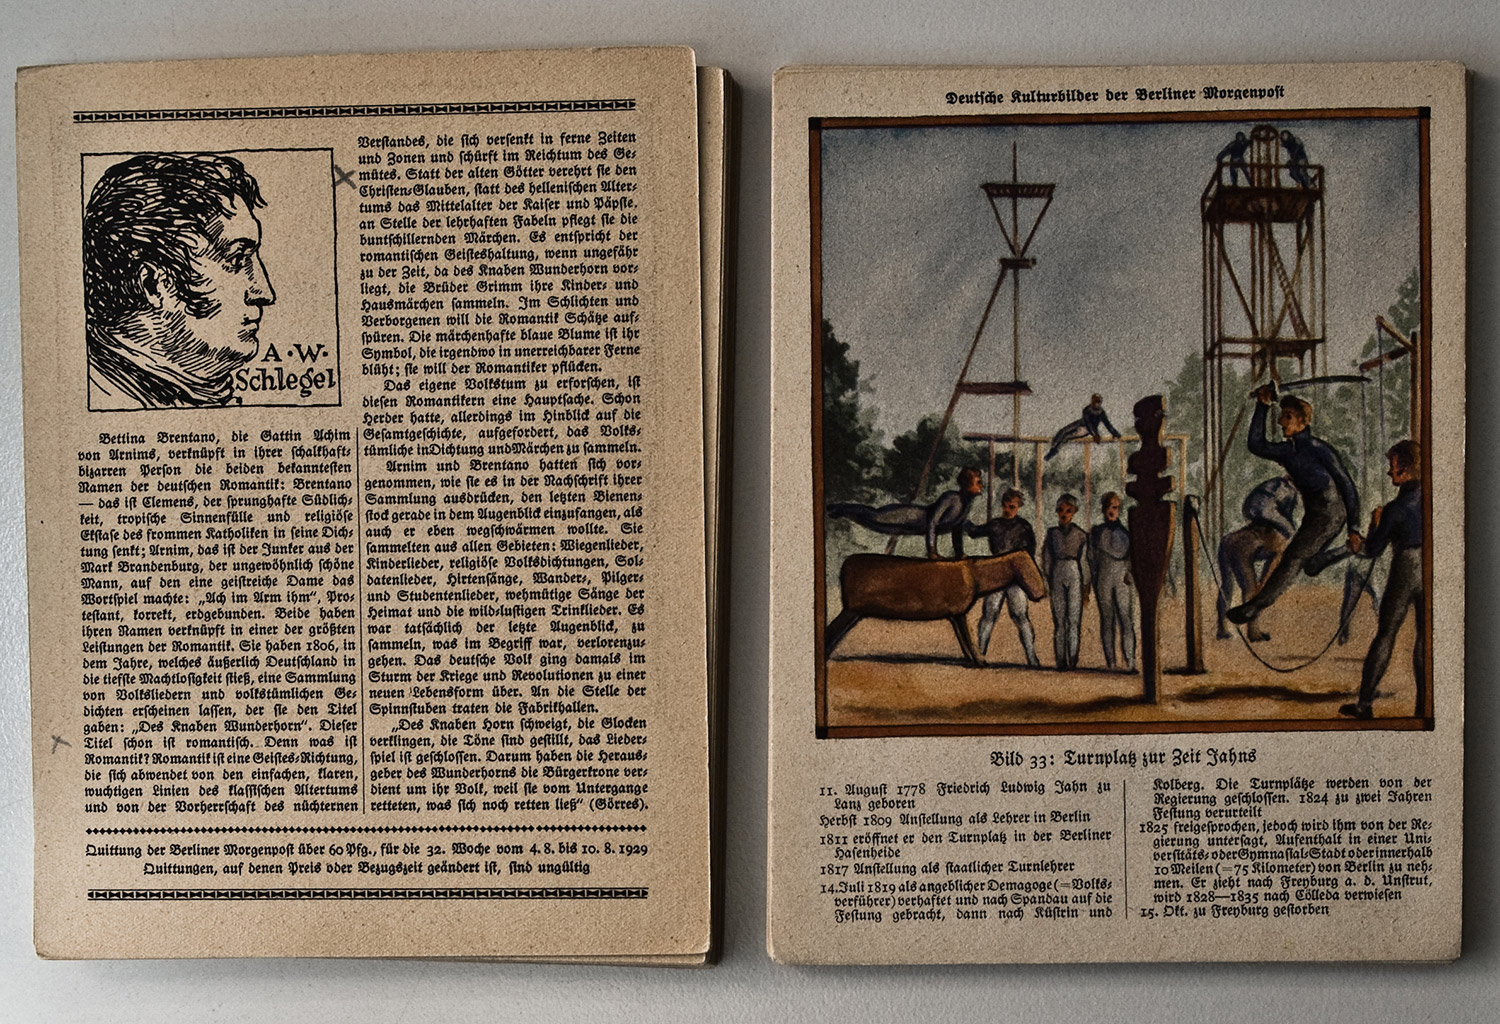 A·W·
Schlegel
Bettina Brentano, die Gattin Achim
von Arnims, verknüpft in ihrer schalkhaft-
bizarren Person die beiden bekanntesten
Namen der deutschen Romantik: Brentano
— das ist Clemens, der sprunghafte Südlich-
keit, tropische Sinnenfülle und religiöse
Ekstase des frommen Katholiken in seine Dich-
tung senkt; Arnim, das ist der Junker aus der
Mark Brandenburg, der ungewöhnlich schöne
Mann, auf den eine geistreiche Dame das
Wortspiel machte: „Ach im Arm ihm“, Pro-
testant, korrekt, erdgebunden. Beide haben
ihren Namen verknüpft in einer der größten
Leistungen der Romantik. Sie haben 1806, in
dem Jahre, welches äußerlich Deutschland in
die tiefste Machtlosigkeit stieß, eine Sammlung
von Volksliedern und volkstümlichen Ge-
dichten erscheinen lassen, der sie den Titel
gaben: „Des Knaben Wunderhorn“. Dieser
Titel schon ist romantisch. Denn was ist
Romantik? Romantik ist eine Geistes-Richtung,
die sich abwendet von den einfachen, klaren,
wuchtigen Linien des klassischen Altertums
und von der Vorherrschaft des nüchternen
Verstandes, die sich versenkt in ferne Zeiten
und Zonen und schürft im Reichtum des Ge-
mütes. Statt der alten Götter verehrt sie den
Christen-Glauben, statt des hellenischen Alter-
tums das Mittelalter der Kaiser und Päpste,
an Stelle der lehrhaften Fabeln pflegt sie die
buntschillernden Märchen. Es entspricht der
romantischen Geisteshaltung, wenn ungefähr
zu der Zeit, da des Knaben Wunderhorn vor-
liegt, die Brüder Grimm ihre Kinder- und
Hausmärchen sammeln. Im Schlichten und
Verborgenen will die Romantik Schätze auf-
spüren. Die märchenhafte blaue Blume ist ihr
Symbol, die irgendwo in unerreichbarer Ferne
blüht; sie will der Romantiker pflücken.
Das eigene Volkstum zu erforschen, ist
diesen Romantikern eine Hauptsache. Schon
Herder hatte, allerdings im Hinblick auf die
Gesamtgeschichte, aufgefordert, das Volks-
tümliche in Dichtung und Märchen zu sammeln.
Arnim und Brentano hatten sich vor-
genommen, wie sie es in der Nachschrift ihrer
Sammlung ausdrücken, den letzten Bienen-
stock gerade in dem Augenblick einzufangen, als
auch er eben wegschwärmen wollte. Sie
sammelten aus allen Gebieten: Wiegenlieder,
Kinderlieder, religiöse Volksdichtungen, Sol-
datenlieder, Hirtensänge, Wander-, Pilger-
und Studentenlieder, wehmütige Sänge der
Heimat und die wild-lustigen Trinklieder. Es
war tatsächlich der letzte Augenblick, zu
sammeln, was im Begriff war, verlorenzu-
gehen. Das deutsche Volk ging damals im
Sturm der Kriege und Revolutionen zu einer
neuen Lebensform über. An die Stelle der
Spinnstuben traten die Fabrikhallen.
„Des Knaben Horn schweigt, die Glocken
verklingen, die Töne sind gestillt, das Lieder-
spiel ist geschlossen. Darum haben die Heraus-
geber des Wunderhorns die Bürgerkrone ver-
dient um ihr Volk, weil sie vom Untergange
retteten, was sich noch retten ließ“ (Görres).
Quittung der Berliner Morgenpost über 60 Pfg., für die 32. Woche vom 4. 8. bis 10. 8. 1929
Quittungen, auf denen Preis oder Bezugszeit geändert ist, sind ungültig
Deutsche Kulturbilder der Berliner Morgenpost
Bild 33: Turnplatz zur Zeit Jahns
11. August 1778 Friedrich Ludwig Jahn zu
Lanz geboren
Herbst 1809 Anstellung als Lehrer in Berlin
1811 eröffnet er den Turnplatz in der Berliner
Hasenheide
1817 Anstellung als staatlicher Turnlehrer
14. Juli 1819 als angeblicher Demagoge (=Volks-
verführer) verhaftet und nach Spandau auf die
Festung gebracht, dann nach Küstrin und
Kolberg. Die Turnplätze werden von der
Regierung geschlossen. 1824 zu zwei Jahren
Festung verurteilt
1825 freigesprochen, jedoch wird ihm von der Re-
gierung untersagt, Aufenthalt in einer Uni-
versitäts- oder Gymnasial-Stadt oder innerhalb
10 Meilen (=75 Kilometer) von Berlin zu neh-
men. Er zieht nach Freyburg a. d. Unstrut,
wird 1828—1835 nach Cölleda verwiesen
15. Okt. zu Freyburg gestorben